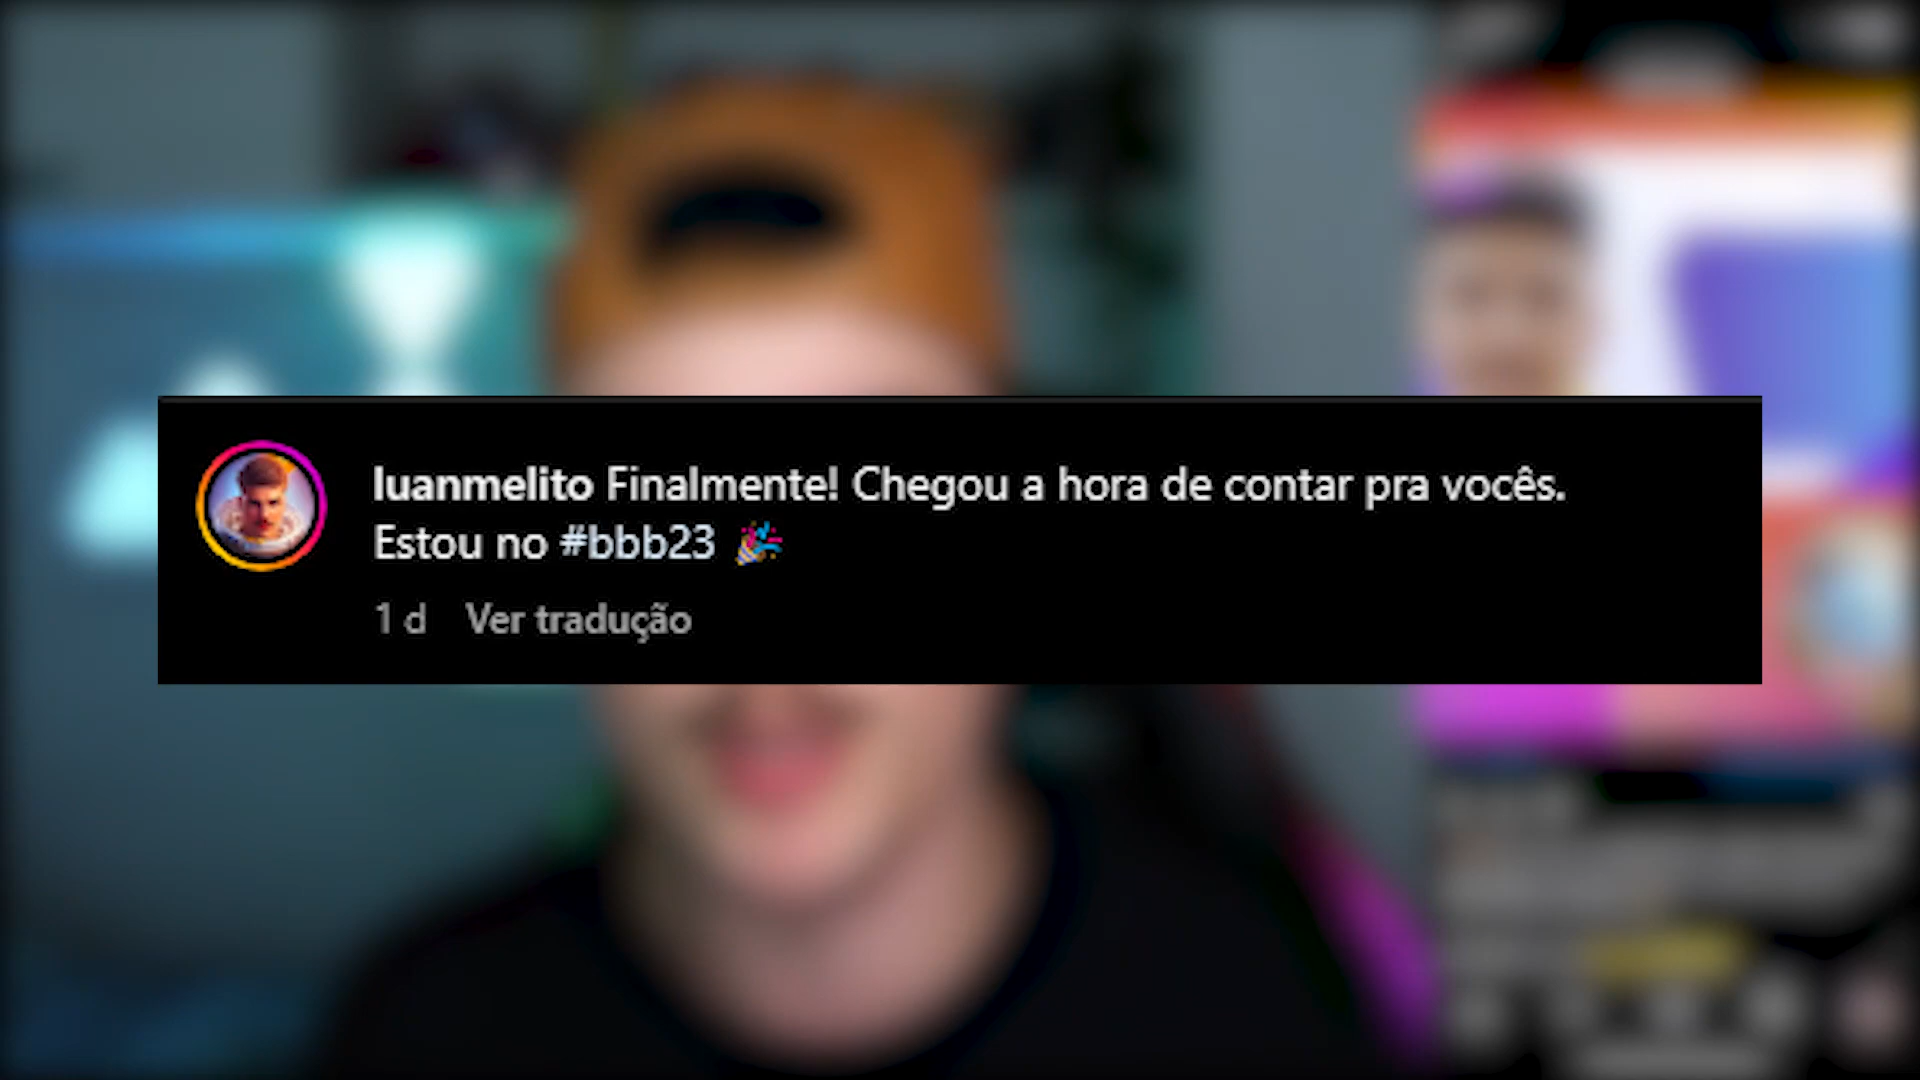 luanmelito Finalmente! Chegou a hora de contar pra vocês.
Estou no #bbb23 🎉
1 d Ver tradução